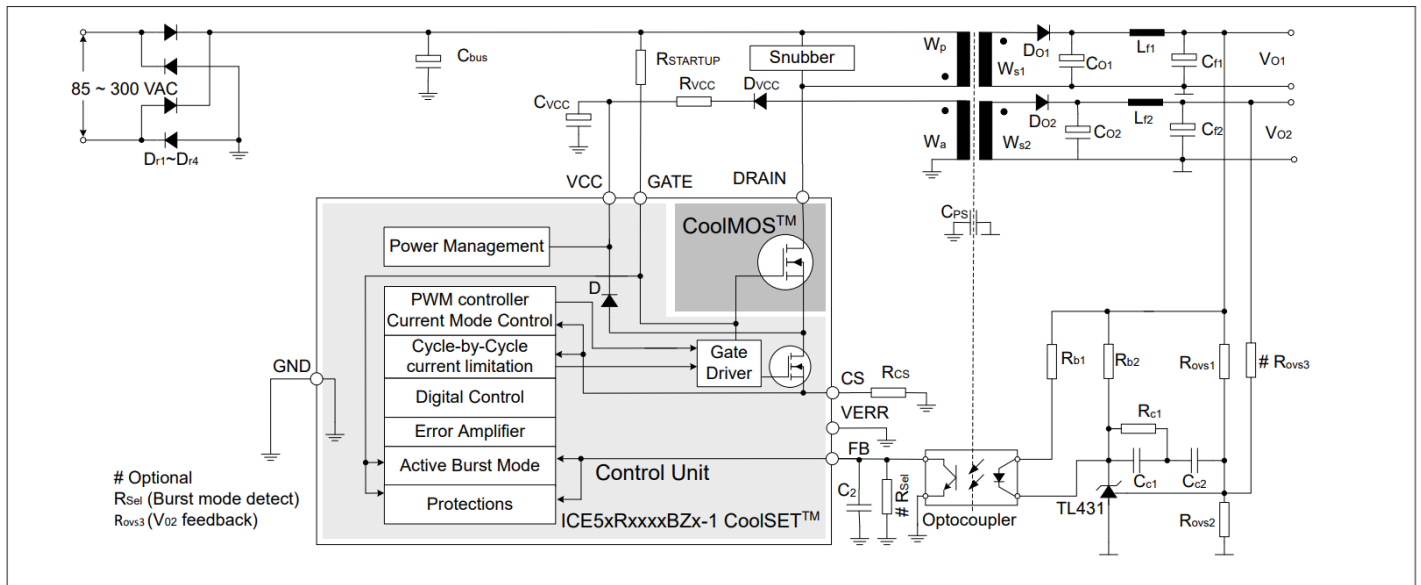 85 ~ 300 VAC
Dr1~Dr4
Cbus
RSTARTUP
Snubber
Wp
Ws1
DO1
CO1
Lf1
Cf1
VO1
CVCC
RVCC
DVCC
Wa
Ws2
DO2
CO2
Lf2
Cf2
VO2
VCC
GATE
DRAIN
CPS
CoolMOS™
Power Management
D
PWM controller
Current Mode Control
Cycle-by-Cycle
current limitation
Digital Control
Error Amplifier
Active Burst Mode
Protections
Gate
Driver
GND
CS
RCS
VERR
FB
Control Unit
ICE5xRxxxxBZx-1 CoolSET™
C2
# RSel
Optocoupler
Rb1
Rb2
Rovs1
# Rovs3
Rc1
Cc1
Cc2
TL431
Rovs2
# Optional
RSel (Burst mode detect)
Rovs3 (V02 feedback)